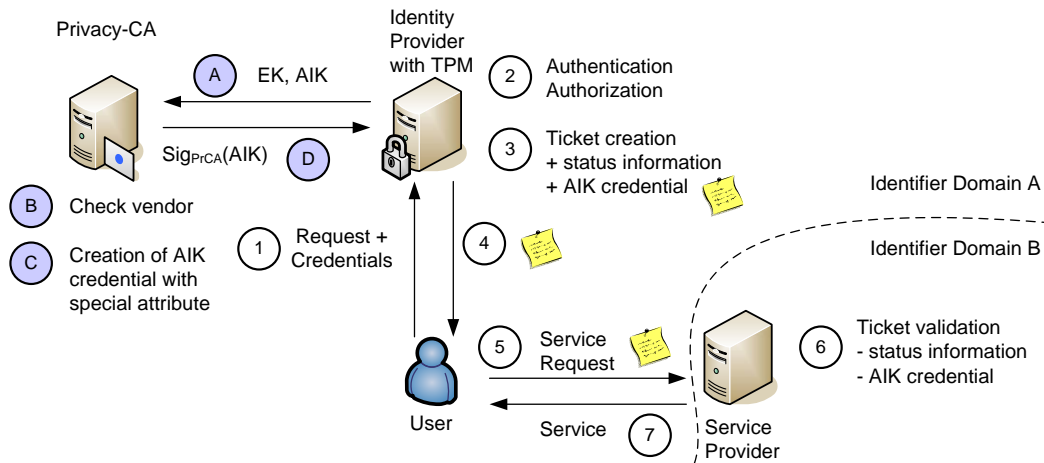 Privacy-CA
Identity
Provider
with TPM
A
EK, AIK
2
Authentication
Authorization
Sig_PrCA(AIK)
D
3
Ticket creation
+ status information
+ AIK credential
B
Check vendor
C
Creation of AIK
credential with
special attribute
1
Request +
Credentials
4
Identifier Domain A
Identifier Domain B
5
Service
Request
6
Ticket validation
- status information
- AIK credential
User
Service
7
Service
Provider